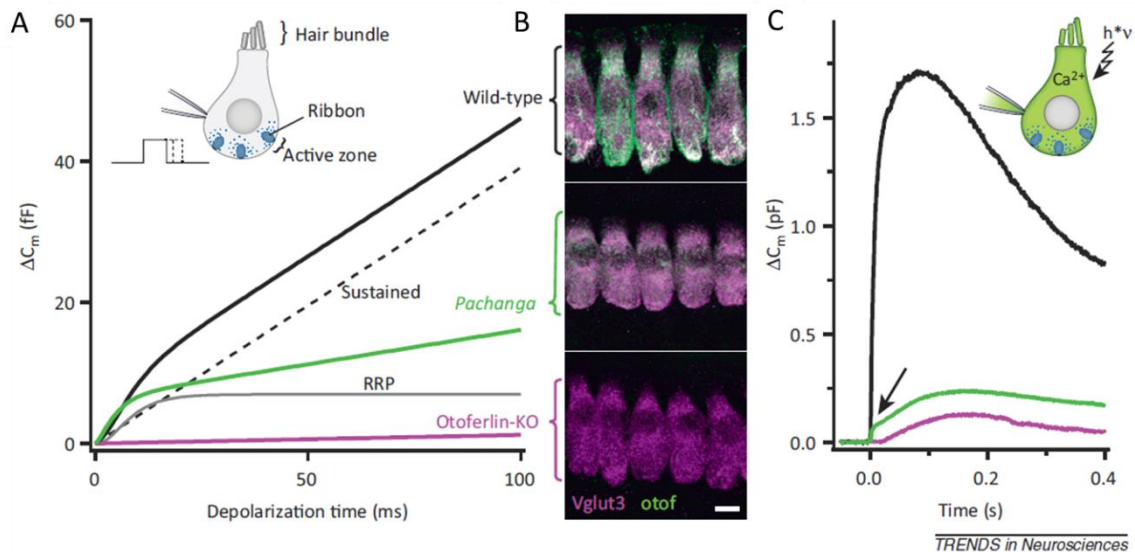 A
60
40
20
0
ΔCm (fF)
Hair bundle
Ribbon
Active zone
Sustained
RRP
0
50
100
Depolarization time (ms)
B
Wild-type
Pachanga
Otoferlin-KO
Vglut3 otof
C
h*ν
Ca2+
1.5
1.0
0.5
0.0
ΔCm (pF)
0.0
0.2
0.4
Time (s)
TRENDS in Neurosciences